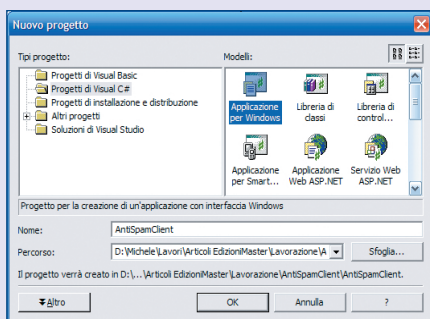 Nuovo progetto
Tipi progetto:
Modelli:
Progetti di Visual Basic
Progetti di Visual C#
Progetti di installazione e distribuzione
Altri progetti
Soluzioni di Visual Studio
Applicazione per Windows
Libreria di classi
Libreria di control...
Applicazione per Smart...
Applicazione Web ASP.NET
Servizio Web ASP.NET
Progetto per la creazione di un'applicazione con interfaccia Windows
Nome:
AntiSpamClient
Percorso:
D:\Michele\Lavori\Articoli EdizioniMaster\Lavorazione\A
Sfoglia...
Il progetto verrà creato in D:\...\Articoli EdizioniMaster\Lavorazione\AntiSpamClient\AntiSpamClient.
Altro
OK
Annulla
?